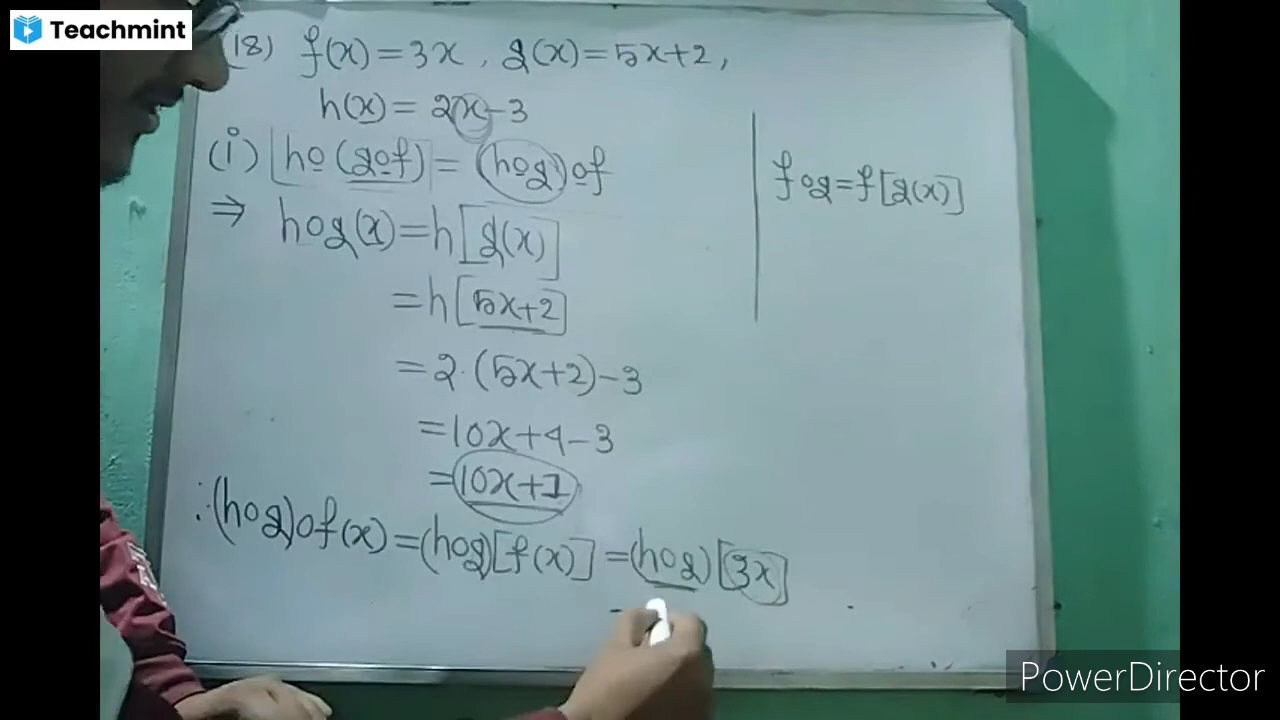 Teachmint
(18) f(x) = 3x, g(x) = 5x+2,
h(x) = 2x-3
(i) ho(gof) = (hog)of
⇒ hog(x) = h[g(x)]
= h[5x+2]
= 2·(5x+2)-3
= 10x+4-3
= 10x+1
∴(hog)of(x) = (hog)[f(x)] = (hog)[3x]
fog = f[g(x)]
PowerDirector